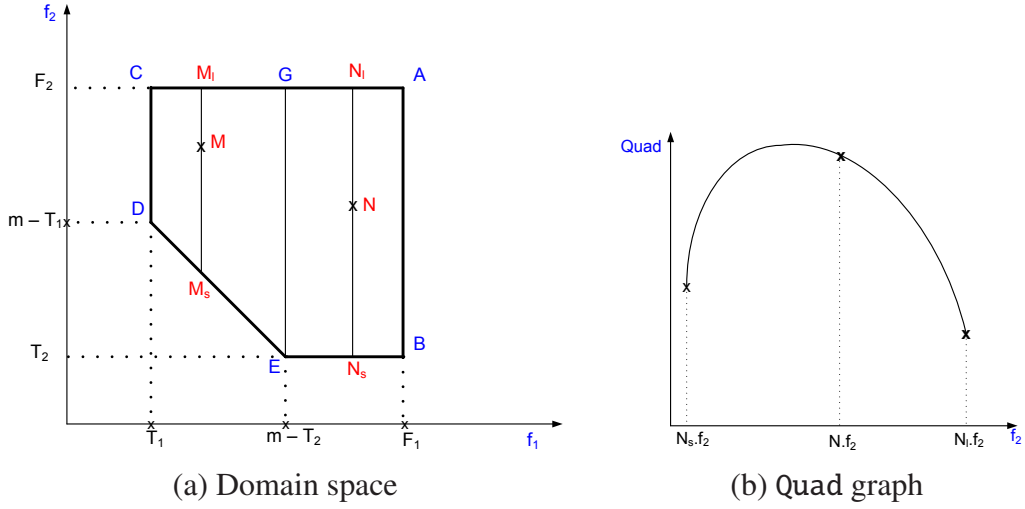 f₂
C
Mₗ
G
Nₗ
A
F₂
x M
x N
D
m – T₁x
Mₛ
T₂
E
Nₛ
B
x
x
x
T₁
m – T₂
F₁
f₁
(a) Domain space
Quad
x
x
x
Nₛ.f₂
N.f₂
Nₗ.f₂
f₂
(b) Quad graph